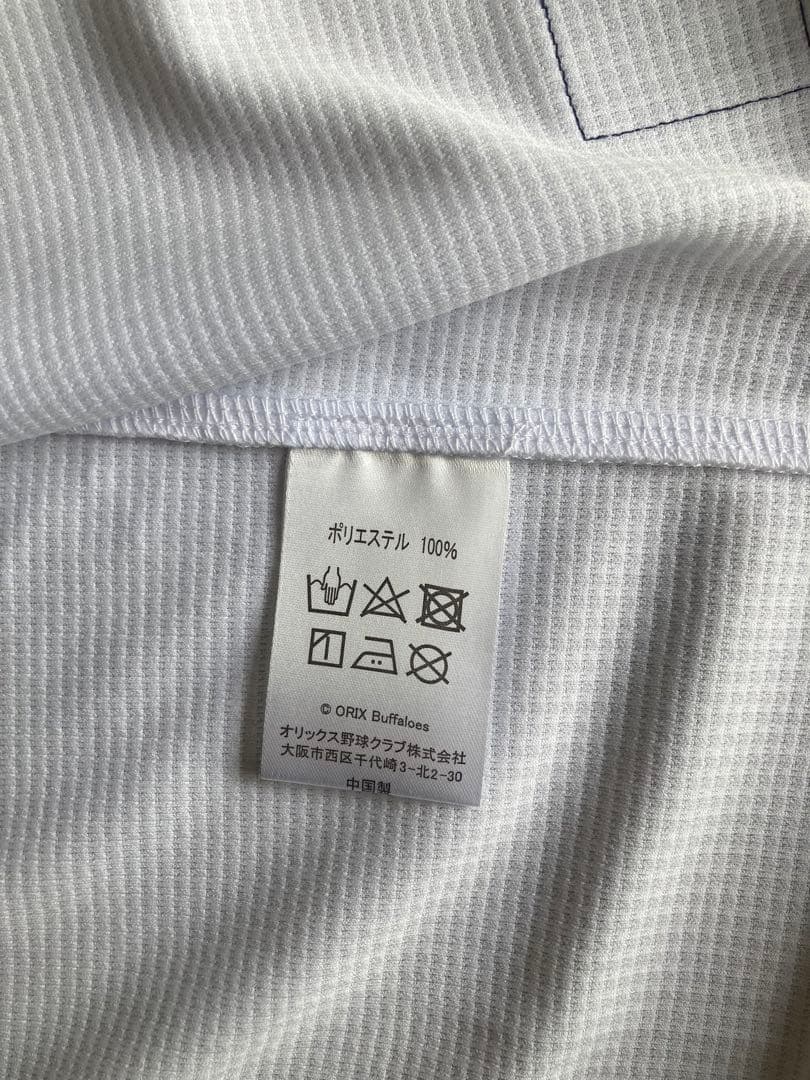 ポリエステル 100%
© ORIX Buffaloes
オリックス野球クラブ株式会社
大阪市西区千代崎3-北2-30
中国製